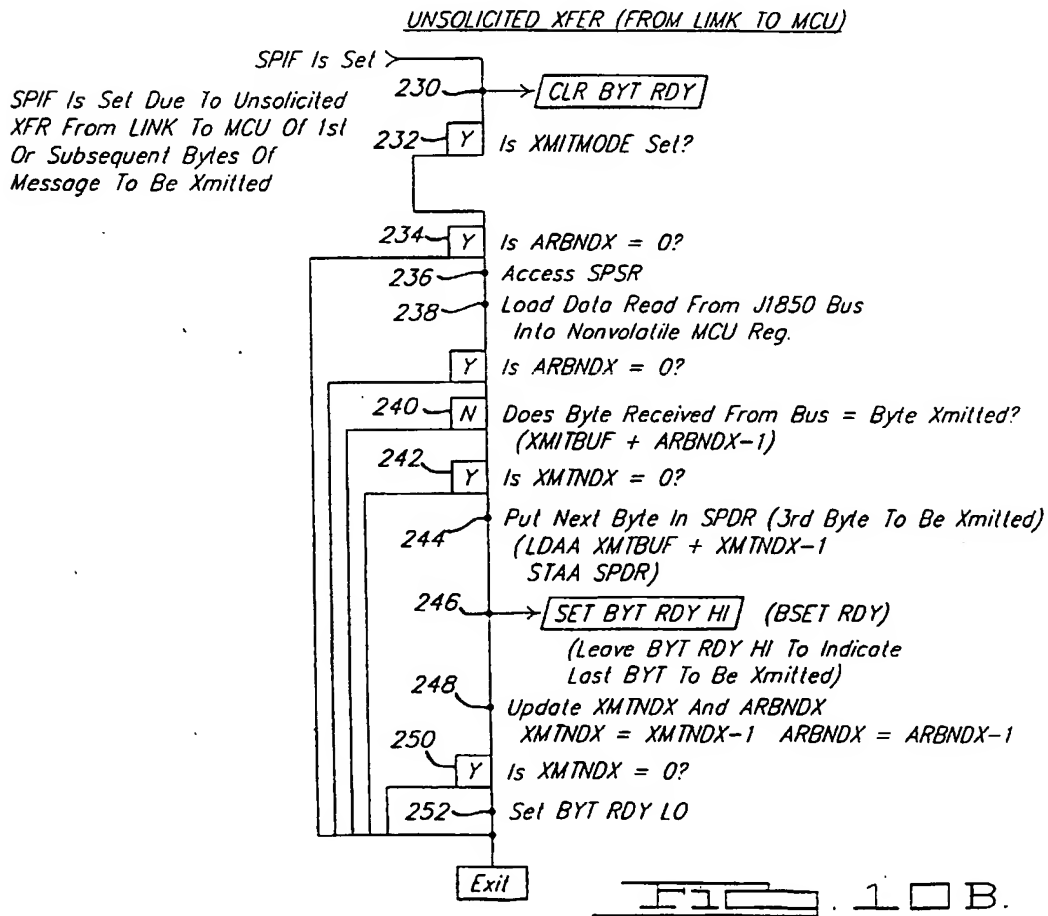 UNSOLICITED XFER (FROM LIMK TO MCU)
SPIF Is Set
SPIF Is Set Due To Unsolicited
XFR From LINK To MCU Of 1st
Or Subsequent Bytes Of
Message To Be Xmitted
230 CLR BYT RDY
232 Y Is XMITMODE Set?
234 Y Is ARBNDX = 0?
236 Access SPSR
238 Load Data Read From J1850 Bus
Into Nonvolatile MCU Reg.
Y Is ARBNDX = 0?
240 N Does Byte Received From Bus = Byte Xmitted?
(XMITBUF + ARBNDX-1)
242 Y Is XMTNDX = 0?
244 Put Next Byte In SPDR (3rd Byte To Be Xmitted)
(LDAA XMTBUF + XMTNDX-1
STAA SPDR)
246 SET BYT RDY HI (BSET RDY)
(Leave BYT RDY HI To Indicate
Last BYT To Be Xmitted)
248 Update XMTNDX And ARBNDX
XMTNDX = XMTNDX-1 ARBNDX = ARBNDX-1
250 Y Is XMTNDX = 0?
252 Set BYT RDY LO
Exit
FIG. 10B.